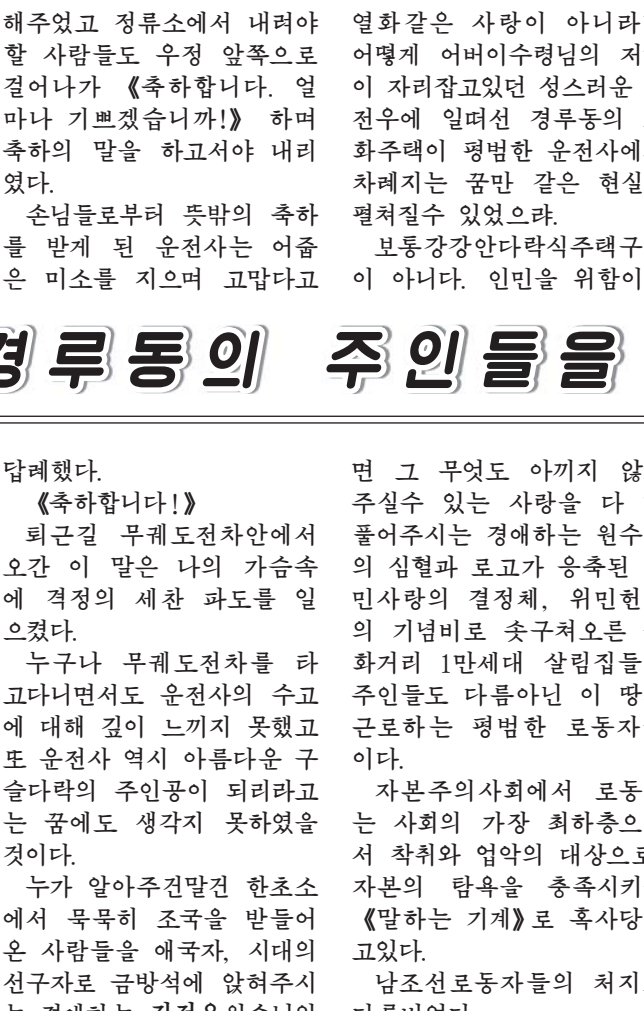 해주었고 정류소에서 내려야
할 사람들도 우정 앞쪽으로
걸어나가 《축하합니다. 얼
마나 기쁘겠습니까!》 하며
축하의 말을 하고서야 내리
였다.
손님들로부터 뜻밖의 축하
를 받게 된 운전사는 어줍
은 미소를 지으며 고맙다고
열화같은 사랑이 아니라
어떻게 어버이수령님의 저
이 자리잡고있던 성스러운
전우에 일떠선 경루동의
화주택이 평범한 운전사에
차례지는 꿈만 같은 현실
펼쳐질수 있었으랴.
보통강강안다락식주택구
이 아니다. 인민을 위함이
경루동의 주인들을
답례했다.
《축하합니다!》
퇴근길 무궤도전차안에서
오간 이 말은 나의 가슴속
에 격정의 세찬 파도를 일
으켰다.
누구나 무궤도전차를 타
고다니면서도 운전사의 수고
에 대해 깊이 느끼지 못했고
또 운전사 역시 아름다운 구
슬다락의 주인공이 되리라고
는 꿈에도 생각지 못하였을
것이다.
누가 알아주건말건 한초소
에서 묵묵히 조국을 받들어
온 사람들을 애국자, 시대의
선구자로 금방석에 앉혀주시
는 경애하는 김정은원수님의
면 그 무엇도 아끼지 않
주실수 있는 사랑을 다
풀어주시는 경애하는 원수
의 심혈과 로고가 응축된
민사랑의 결정체, 위민헌
의 기념비로 솟구쳐오른
화거리 1만세대 살림집들
주인들도 다름아닌 이 땅
근로하는 평범한 로동자
이다.
자본주의사회에서 로동
는 사회의 가장 최하층으
서 착취와 업악의 대상으로
자본의 탐욕을 충족시키
《말하는 기계》로 혹사당
고있다.
남조선로동자들의 처지